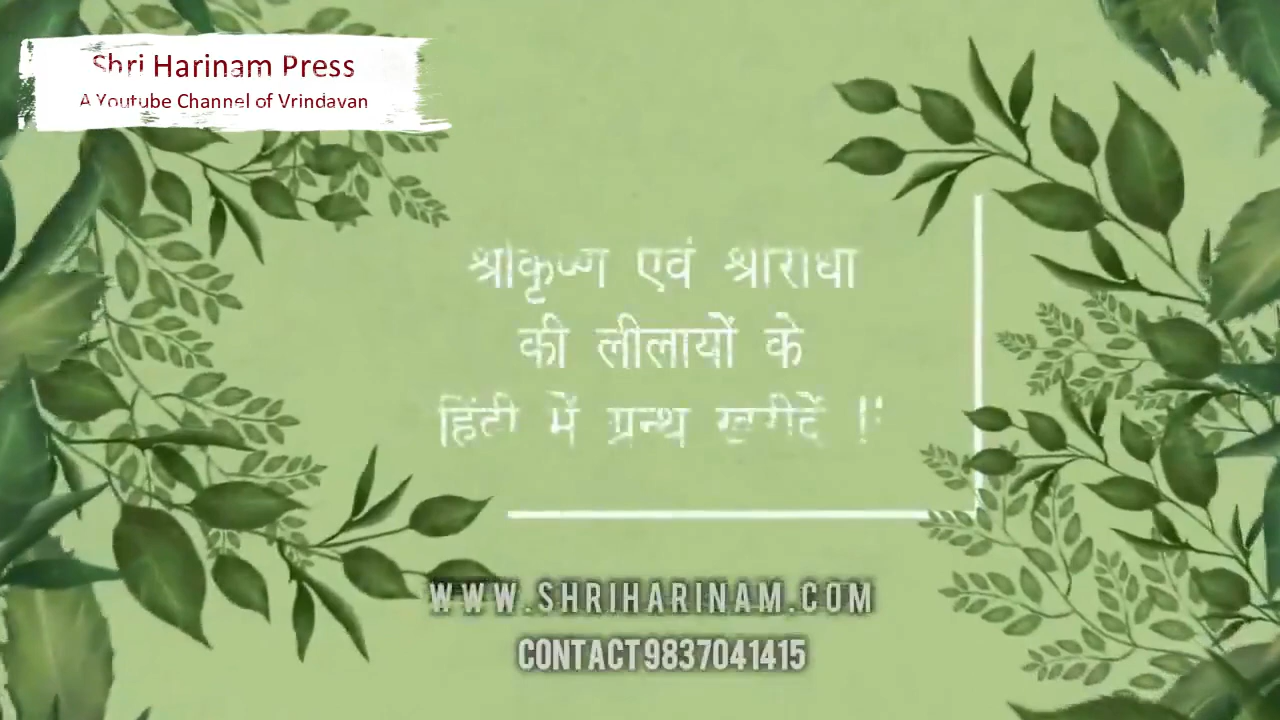 Shri Harinam Press
A Youtube Channel of Vrindavan
श्रीकृष्ण एवं श्रीराधा
की लीलायों के
हिंदी में ग्रन्थ खरीदें !!
WWW.SHRIHARINAM.COM
CONTACT 9837041415